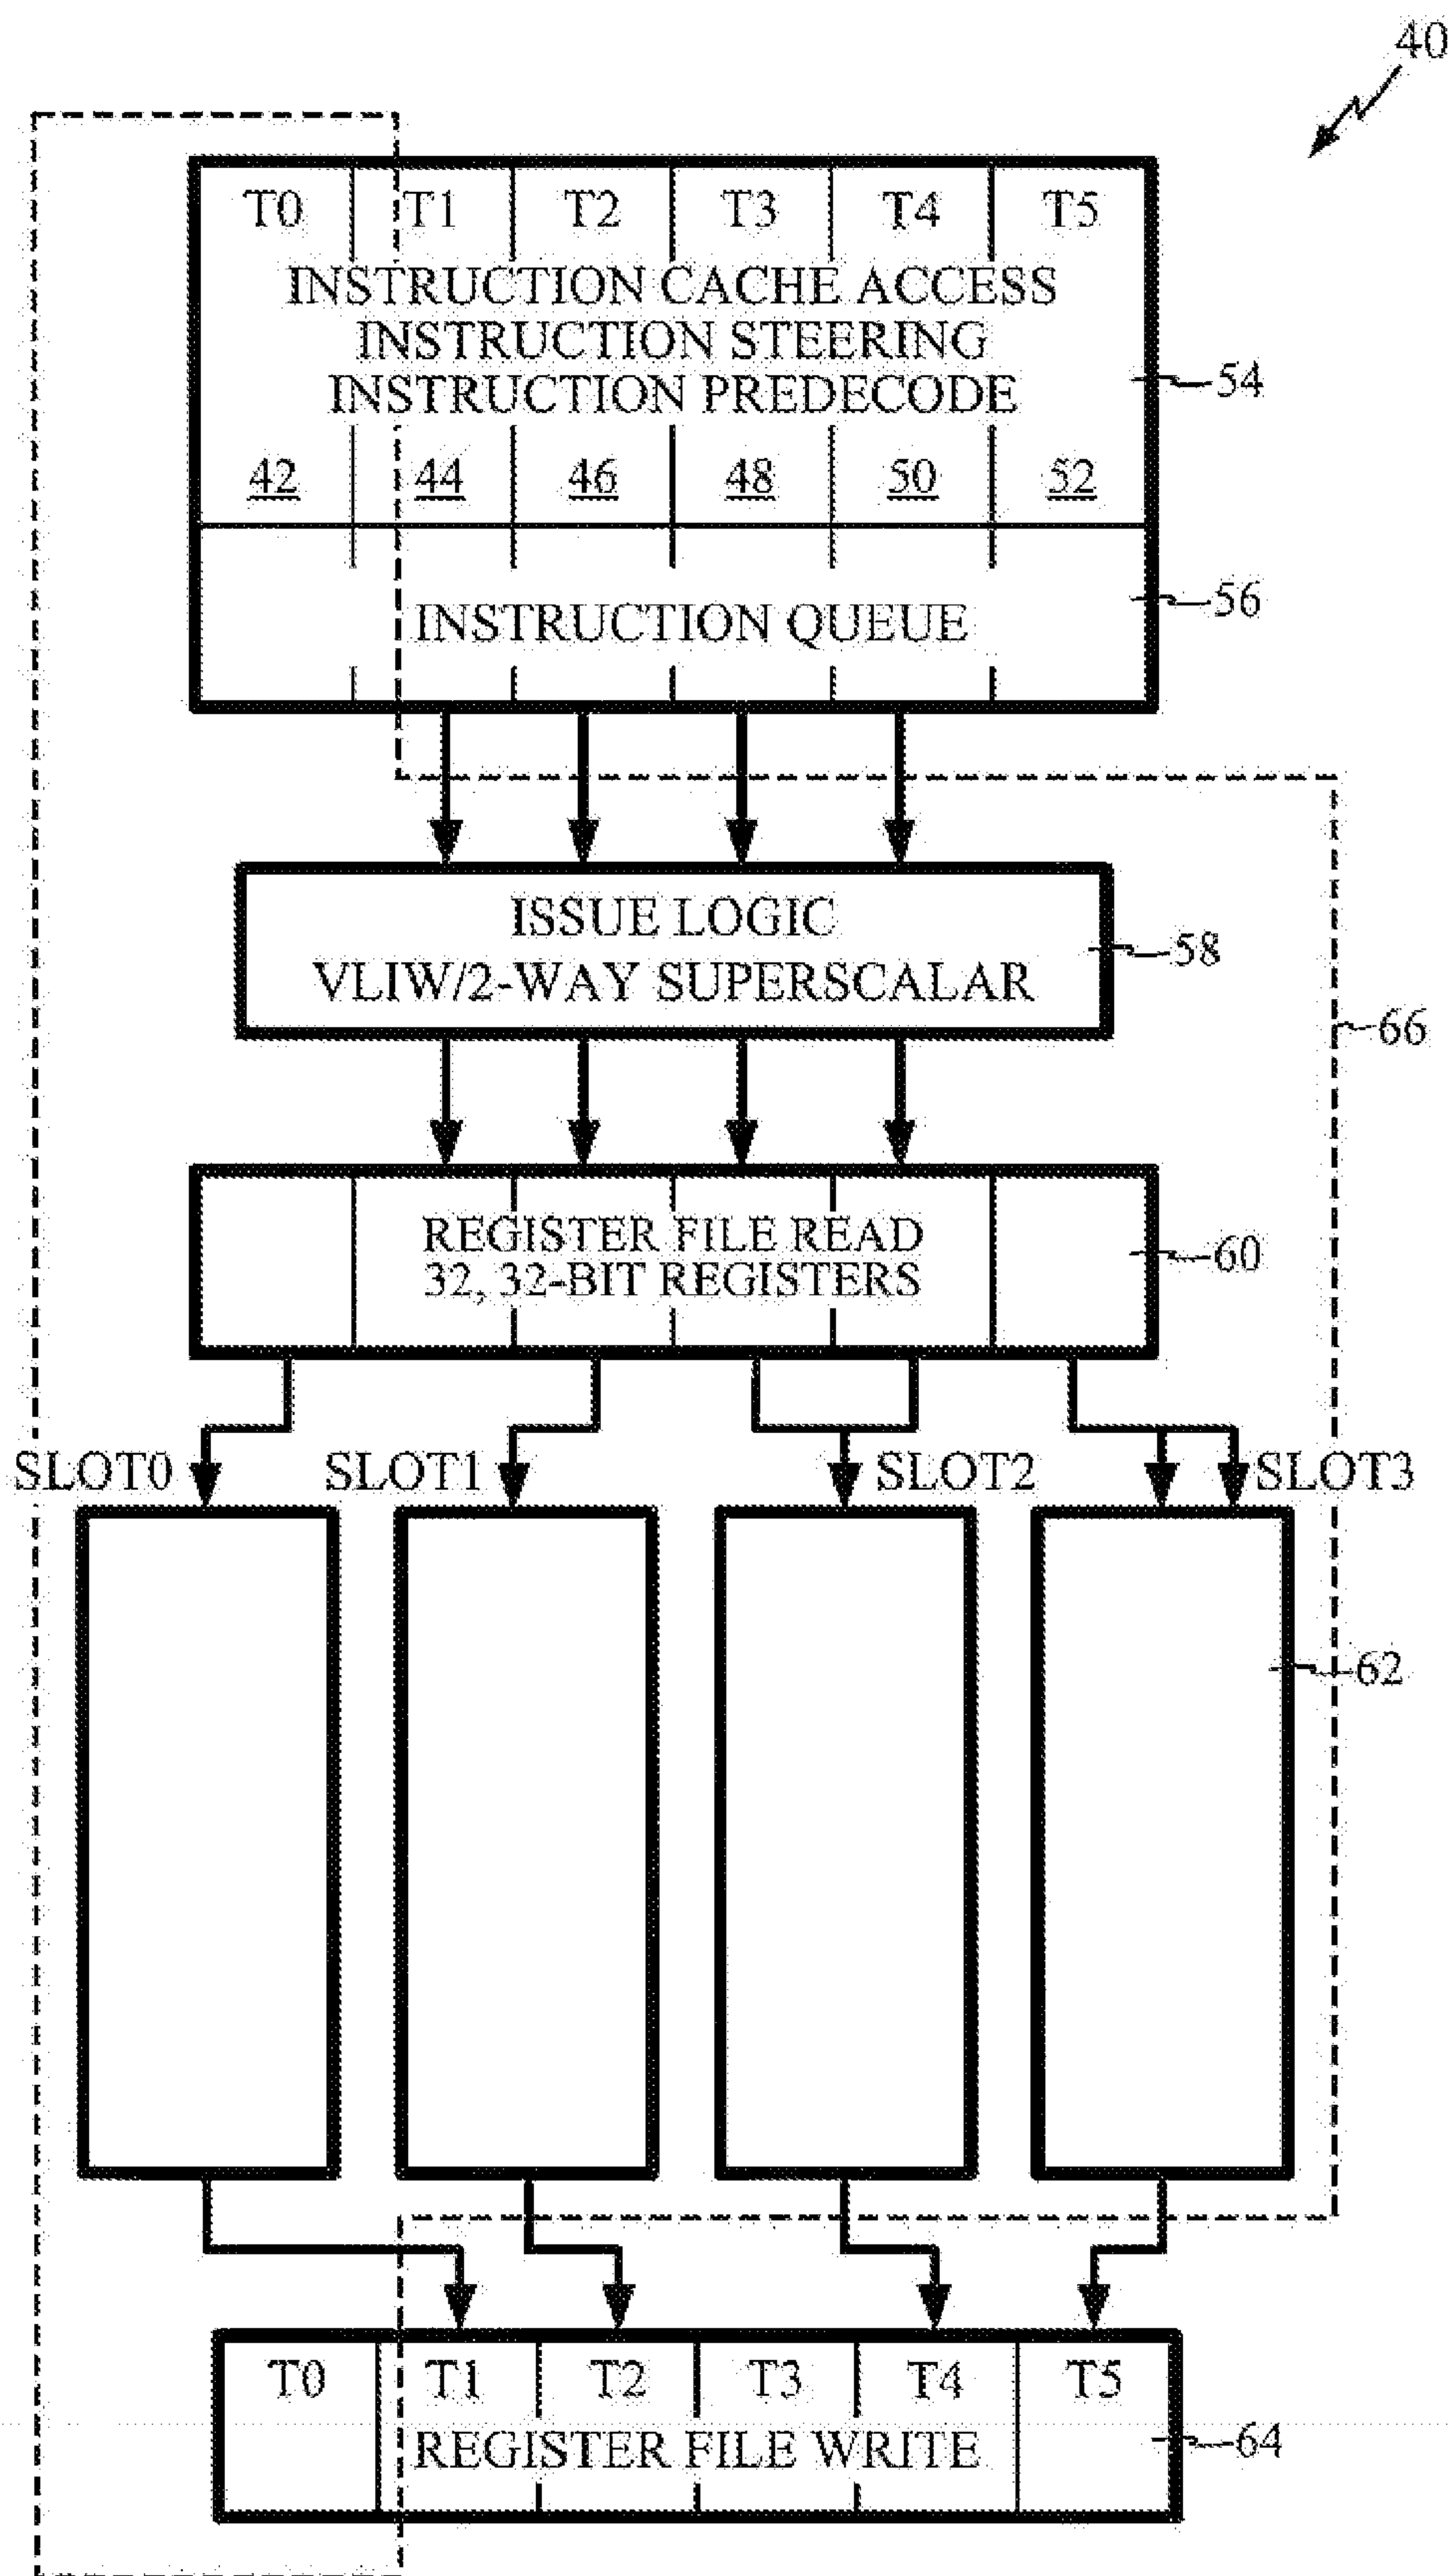 40
T0 T1 T2 T3 T4 T5
INSTRUCTION CACHE ACCESS
INSTRUCTION STEERING
INSTRUCTION PREDECODE
54
42 44 46 48 50 52
INSTRUCTION QUEUE
56
ISSUE LOGIC
VLIW/2-WAY SUPERSCALAR
58
66
REGISTER FILE READ
32, 32-BIT REGISTERS
60
SLOT0 SLOT1 SLOT2 SLOT3
62
T0 T1 T2 T3 T4 T5
REGISTER FILE WRITE
64